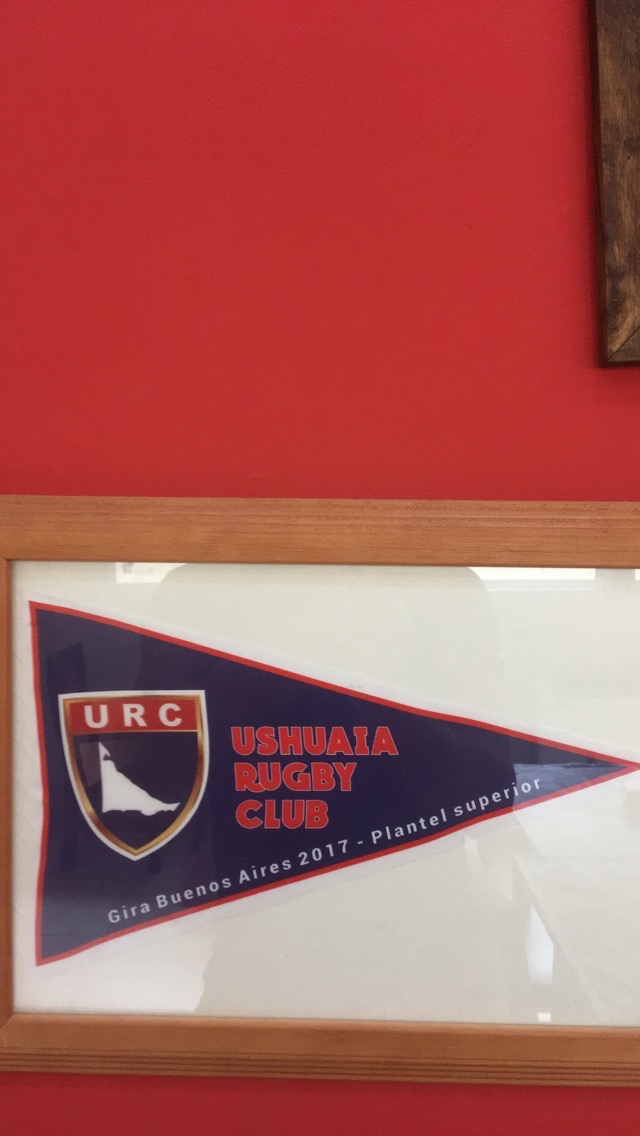 URC
USHUAIA
RUGBY
CLUB
Gira Buenos Aires 2017 - Plantel superior